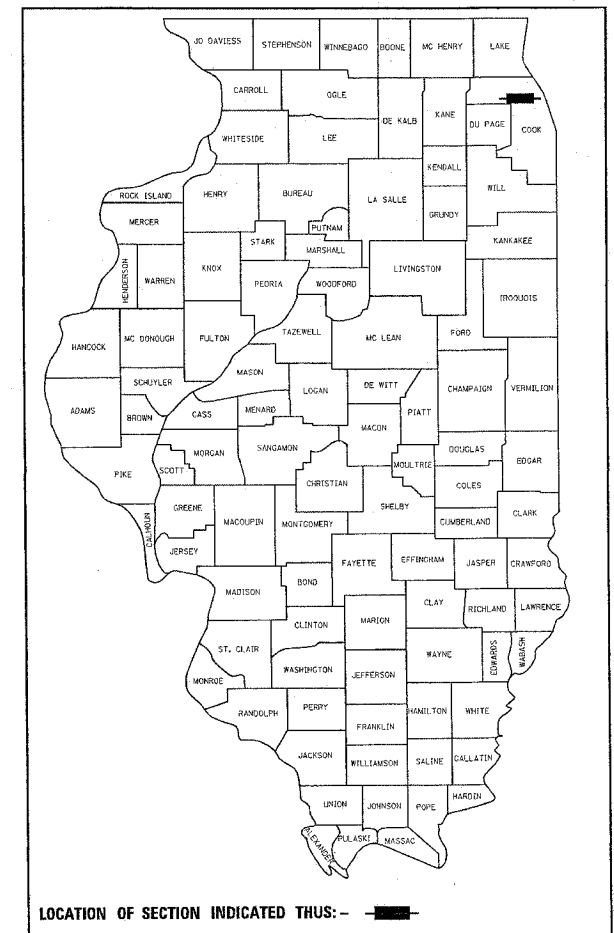 JO DAVIESS STEPHENSON WINNEBAGO BOONE MC HENRY LAKE
CARROLL OGLE DE KALB KANE DU PAGE COOK
WHITESIDE LEE KENDALL WILL
ROCK ISLAND HENRY BUREAU LA SALLE GRUNDY
MERCER PUTNAM KANKAKEE
HENDERSON WARREN KNOX STARK MARSHALL LIVINGSTON
PEORIA WOODFORD IROQUOIS
HANCOCK MC DONOUGH FULTON TAZEWELL MC LEAN FORD
SCHUYLER MASON LOGAN DE WITT CHAMPAIGN VERMILION
ADAMS BROWN CASS MENARD PIATT
MACON
PIKE SCOTT MORGAN SANGAMON MOULTRIE DOUGLAS EDGAR
CHRISTIAN COLES
CALHOUN GREENE MACOUPIN MONTGOMERY SHELBY CUMBERLAND CLARK
JERSEY FAYETTE EFFINGHAM JASPER CRAWFORD
MADISON BOND CLAY RICHLAND LAWRENCE
CLINTON MARION
ST. CLAIR WAYNE EDWARDS WABASH
MONROE WASHINGTON JEFFERSON
RANDOLPH PERRY HAMILTON WHITE
FRANKLIN
JACKSON WILLIAMSON SALINE GALLATIN
UNION JOHNSON POPE HARDIN
ALEXANDER PULASKI MASSAC
LOCATION OF SECTION INDICATED THUS: -